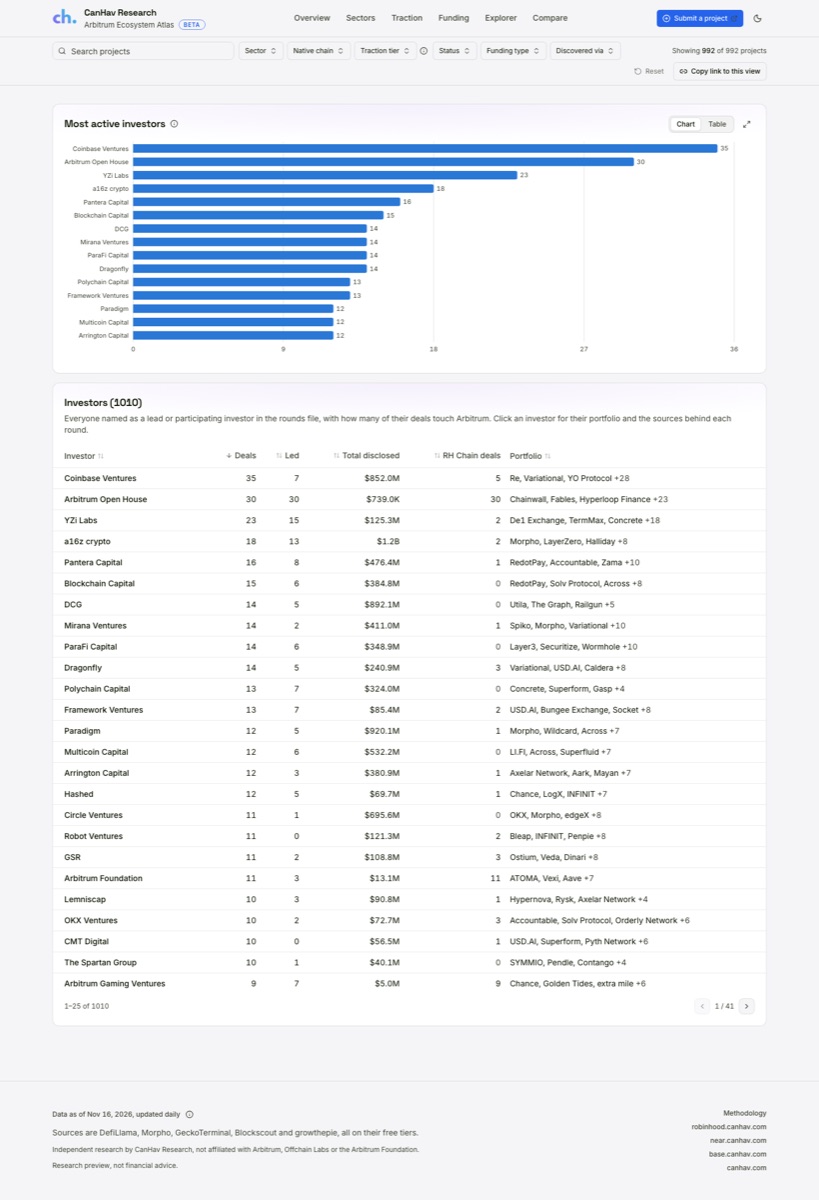 ch. CanHav Research
Arbitrum Ecosystem Atlas BETA
Overview Sectors Traction Funding Explorer Compare
Submit a project
Search projects Sector Native chain Traction tier Status Funding type Discovered via Showing 992 of 992 projects
Reset Copy link to this view
Most active investors Chart Table
Coinbase Ventures 35
Arbitrum Open House 30
YZi Labs 23
a16z crypto 18
Pantera Capital 16
Blockchain Capital 15
DCG 14
Mirana Ventures 14
ParaFi Capital 14
Dragonfly 14
Polychain Capital 13
Framework Ventures 13
Paradigm 12
Multicoin Capital 12
Arrington Capital 12
0 9 18 27 36
Investors (1010)
Everyone named as a lead or participating investor in the rounds file, with how many of their deals touch Arbitrum. Click an investor for their portfolio and the sources behind each
round.
Investor Deals Led Total disclosed RH Chain deals Portfolio
Coinbase Ventures 35 7 $852.0M 5 Re, Variational, YO Protocol +28
Arbitrum Open House 30 30 $739.0K 30 Chainwall, Fables, Hyperloop Finance +23
YZi Labs 23 15 $125.3M 2 De1 Exchange, TermMax, Concrete +18
a16z crypto 18 13 $1.2B 2 Morpho, LayerZero, Halliday +8
Pantera Capital 16 8 $476.4M 1 RedotPay, Accountable, Zama +10
Blockchain Capital 15 6 $384.8M 0 RedotPay, Solv Protocol, Across +8
DCG 14 5 $892.1M 0 Utila, The Graph, Railgun +5
Mirana Ventures 14 2 $411.0M 1 Spiko, Morpho, Variational +10
ParaFi Capital 14 6 $348.9M 0 Layer3, Securitize, Wormhole +10
Dragonfly 14 5 $240.9M 3 Variational, USD.AI, Caldera +8
Polychain Capital 13 7 $324.0M 0 Concrete, Superform, Gasp +4
Framework Ventures 13 7 $85.4M 2 USD.AI, Bungee Exchange, Socket +8
Paradigm 12 5 $920.1M 1 Morpho, Wildcard, Across +7
Multicoin Capital 12 6 $532.2M 0 LI.FI, Across, Superfluid +7
Arrington Capital 12 3 $380.9M 1 Axelar Network, Aark, Mayan +7
Hashed 12 5 $69.7M 1 Chance, LogX, INFINIT +7
Circle Ventures 11 1 $695.6M 0 OKX, Morpho, edgeX +8
Robot Ventures 11 0 $121.3M 2 Bleap, INFINIT, Penpie +8
GSR 11 2 $108.8M 3 Ostium, Veda, Dinari +8
Arbitrum Foundation 11 3 $13.1M 11 ATOMA, Vexi, Aave +7
Lemniscap 10 3 $90.8M 1 Hypernova, Rysk, Axelar Network +4
OKX Ventures 10 2 $72.7M 3 Accountable, Solv Protocol, Orderly Network +6
CMT Digital 10 0 $56.5M 1 USD.AI, Superform, Pyth Network +6
The Spartan Group 10 1 $40.1M 0 SYMMIO, Pendle, Contango +4
Arbitrum Gaming Ventures 9 7 $5.0M 9 Chance, Golden Tides, extra mile +6
1–25 of 1010 1 / 41
Data as of Nov 16, 2026, updated daily
Sources are DefiLlama, Morpho, GeckoTerminal, Blockscout and growthepie, all on their free tiers.
Independent research by CanHav Research, not affiliated with Arbitrum, Offchain Labs or the Arbitrum Foundation.
Research preview, not financial advice.
Methodology
robinhood.canhav.com
near.canhav.com
base.canhav.com
canhav.com